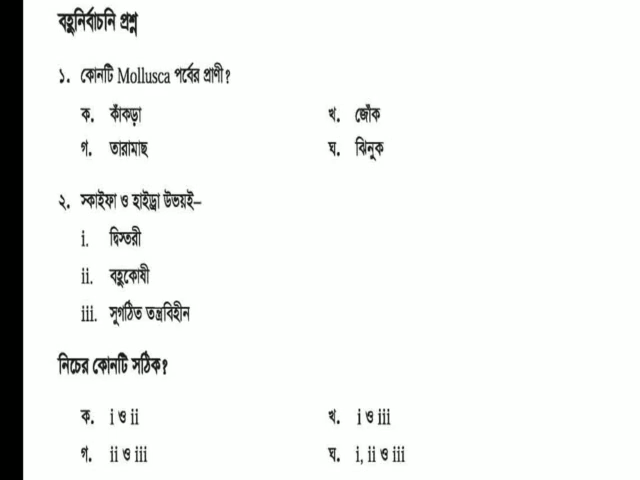 বহুনির্বাচনি প্রশ্ন
১. কোনটি Mollusca পর্বের প্রাণী?
ক. কাঁকড়া খ. জোঁক
গ. তারামাছ ঘ. ঝিনুক
২. স্কাইফা ও হাইড্রা উভয়ই–
i. দ্বিস্তরী
ii. বহুকোষী
iii. সুগঠিত তন্ত্রবিহীন
নিচের কোনটি সঠিক?
ক. i ও ii খ. i ও iii
গ. ii ও iii ঘ. i, ii ও iii